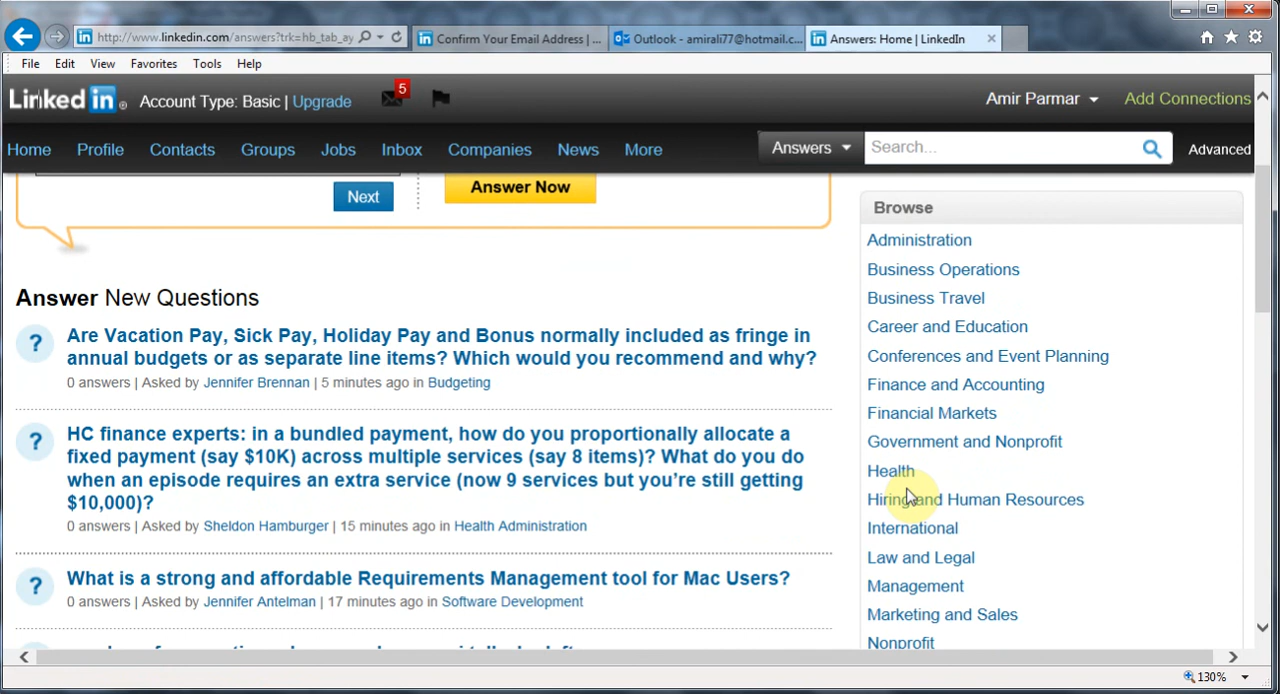 http://www.linkedin.com/answers?trk=hb_tab_ay
Confirm Your Email Address | ...
Outlook - amirali77@hotmail.c...
Answers: Home | LinkedIn
File Edit View Favorites Tools Help
Linked in® Account Type: Basic | Upgrade 5 Amir Parmar Add Connections
Home Profile Contacts Groups Jobs Inbox Companies News More Answers Search... Advanced
Next Answer Now
Answer New Questions
? Are Vacation Pay, Sick Pay, Holiday Pay and Bonus normally included as fringe in
annual budgets or as separate line items? Which would you recommend and why?
0 answers | Asked by Jennifer Brennan | 5 minutes ago in Budgeting
? HC finance experts: in a bundled payment, how do you proportionally allocate a
fixed payment (say $10K) across multiple services (say 8 items)? What do you do
when an episode requires an extra service (now 9 services but you’re still getting
$10,000)?
0 answers | Asked by Sheldon Hamburger | 15 minutes ago in Health Administration
? What is a strong and affordable Requirements Management tool for Mac Users?
0 answers | Asked by Jennifer Antelman | 17 minutes ago in Software Development
Browse
Administration
Business Operations
Business Travel
Career and Education
Conferences and Event Planning
Finance and Accounting
Financial Markets
Government and Nonprofit
Health
Hiring and Human Resources
International
Law and Legal
Management
Marketing and Sales
Nonprofit
130%